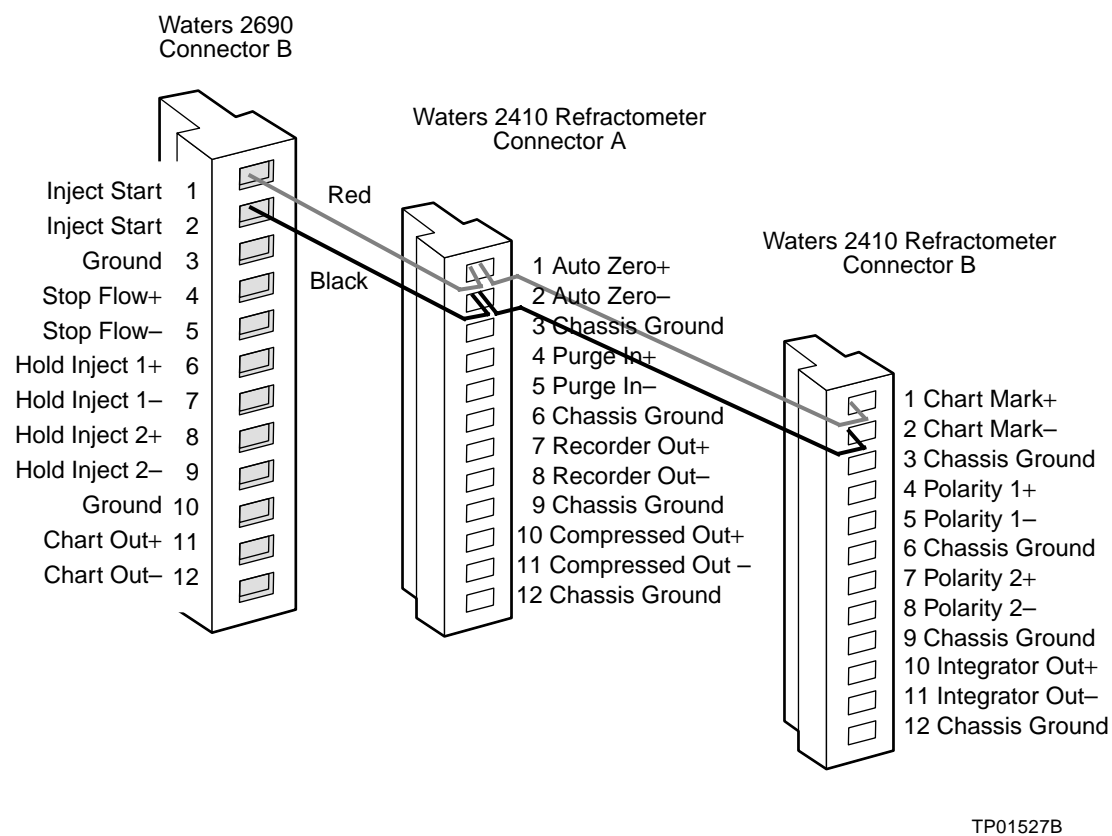 Waters 2690
Connector B
Waters 2410 Refractometer
Connector A
Waters 2410 Refractometer
Connector B
Red
Black
Inject Start 1
Inject Start 2
Ground 3
Stop Flow+ 4
Stop Flow– 5
Hold Inject 1+ 6
Hold Inject 1– 7
Hold Inject 2+ 8
Hold Inject 2– 9
Ground 10
Chart Out+ 11
Chart Out– 12
1 Auto Zero+
2 Auto Zero–
3 Chassis Ground
4 Purge In+
5 Purge In–
6 Chassis Ground
7 Recorder Out+
8 Recorder Out–
9 Chassis Ground
10 Compressed Out+
11 Compressed Out –
12 Chassis Ground
1 Chart Mark+
2 Chart Mark–
3 Chassis Ground
4 Polarity 1+
5 Polarity 1–
6 Chassis Ground
7 Polarity 2+
8 Polarity 2–
9 Chassis Ground
10 Integrator Out+
11 Integrator Out–
12 Chassis Ground
TP01527B